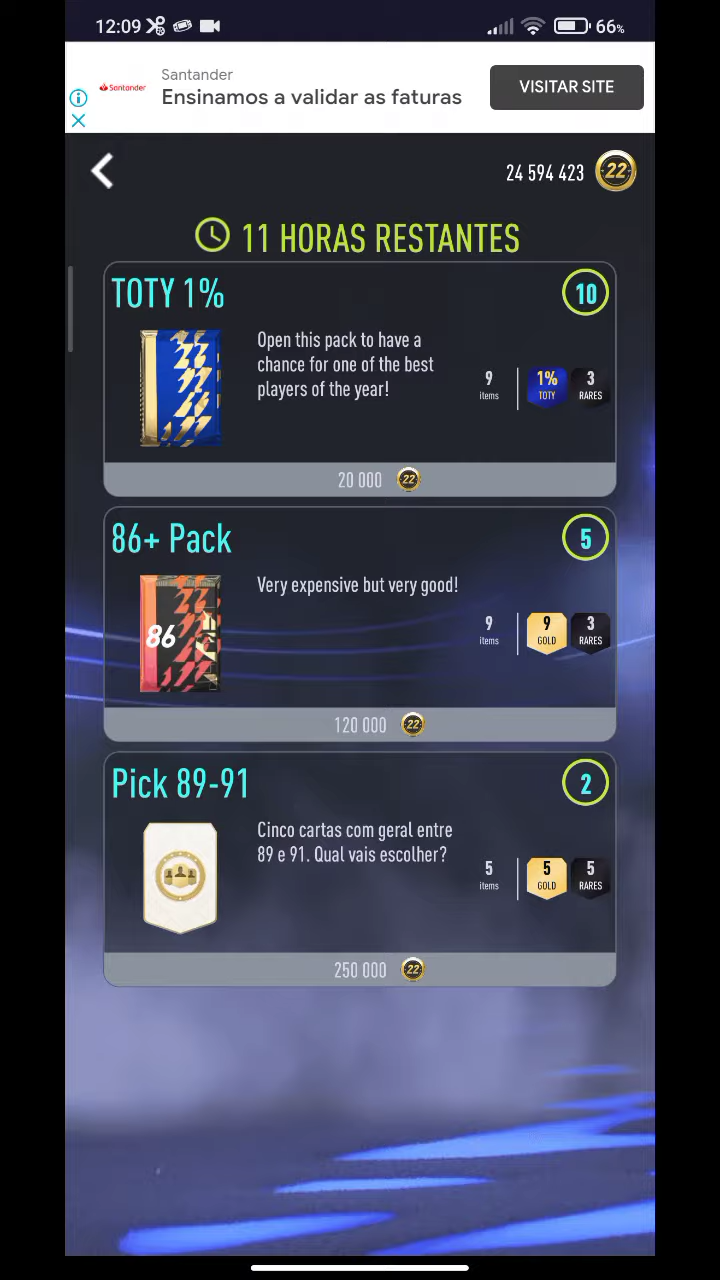 12:09
66%
Santander
Santander
Ensinamos a validar as faturas
VISITAR SITE
24 594 423
22
11 HORAS RESTANTES
TOTY 1%
10
Open this pack to have a
chance for one of the best
players of the year!
9
items
1%
TOTY
3
RARES
20 000
22
86+ Pack
5
86
Very expensive but very good!
9
items
9
GOLD
3
RARES
120 000
22
Pick 89-91
2
Cinco cartas com geral entre
89 e 91. Qual vais escolher?
5
items
5
GOLD
5
RARES
250 000
22